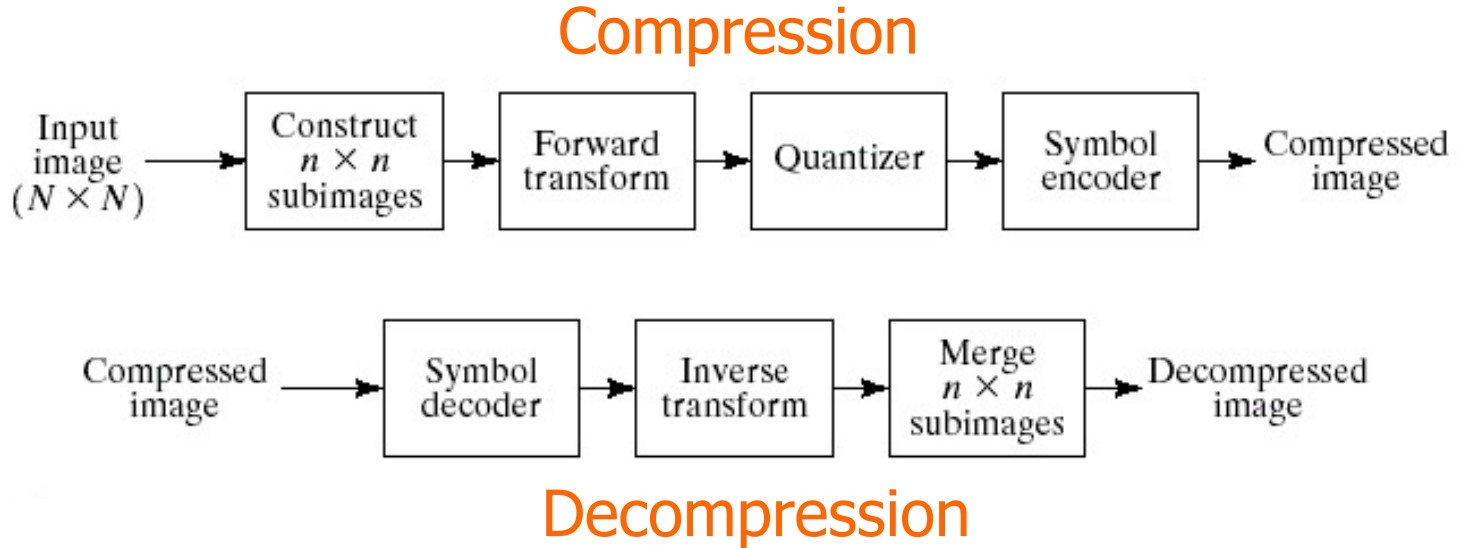 Compression
Input
image
(N × N)
Construct
n × n
subimages
Forward
transform
Quantizer
Symbol
encoder
Compressed
image
Compressed
image
Symbol
decoder
Inverse
transform
Merge
n × n
subimages
Decompressed
image
Decompression